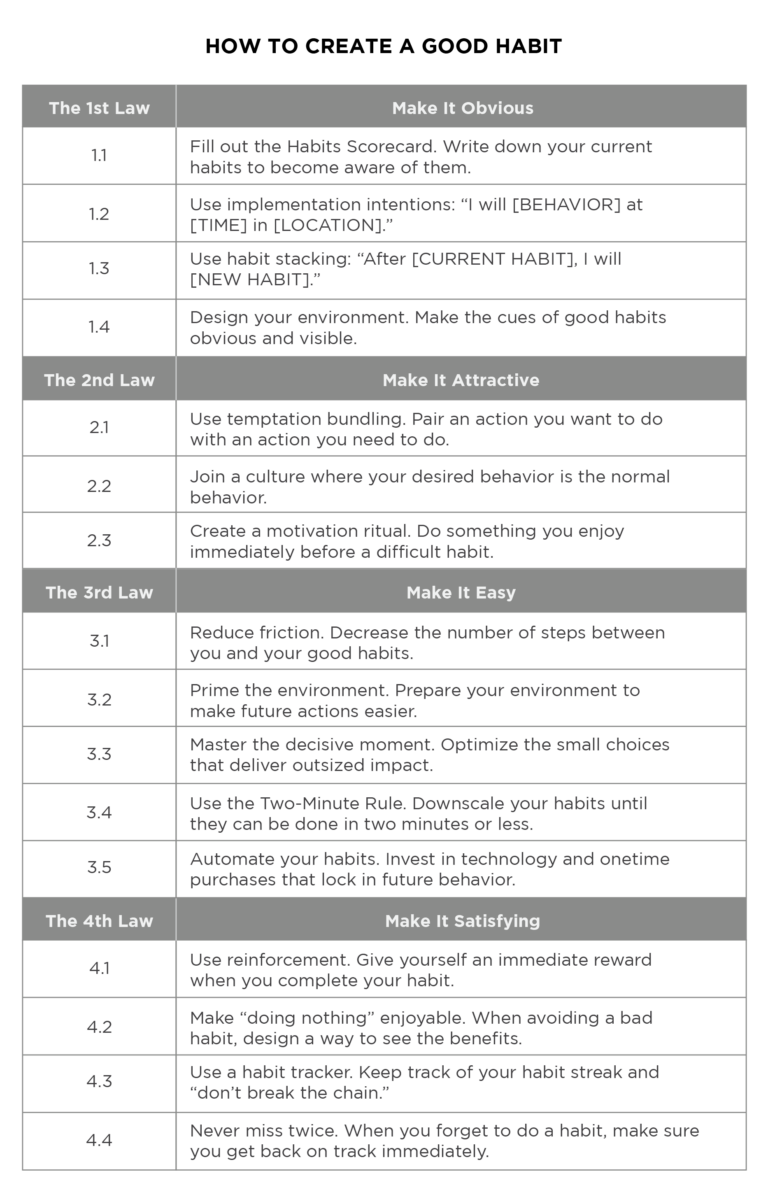 HOW TO CREATE A GOOD HABIT
The 1st Law
Make It Obvious
1.1
Fill out the Habits Scorecard. Write down your current
habits to become aware of them.
1.2
Use implementation intentions: “I will [BEHAVIOR] at
[TIME] in [LOCATION].”
1.3
Use habit stacking: “After [CURRENT HABIT], I will
[NEW HABIT].”
1.4
Design your environment. Make the cues of good habits
obvious and visible.
The 2nd Law
Make It Attractive
2.1
Use temptation bundling. Pair an action you want to do
with an action you need to do.
2.2
Join a culture where your desired behavior is the normal
behavior.
2.3
Create a motivation ritual. Do something you enjoy
immediately before a difficult habit.
The 3rd Law
Make It Easy
3.1
Reduce friction. Decrease the number of steps between
you and your good habits.
3.2
Prime the environment. Prepare your environment to
make future actions easier.
3.3
Master the decisive moment. Optimize the small choices
that deliver outsized impact.
3.4
Use the Two-Minute Rule. Downscale your habits until
they can be done in two minutes or less.
3.5
Automate your habits. Invest in technology and onetime
purchases that lock in future behavior.
The 4th Law
Make It Satisfying
4.1
Use reinforcement. Give yourself an immediate reward
when you complete your habit.
4.2
Make “doing nothing” enjoyable. When avoiding a bad
habit, design a way to see the benefits.
4.3
Use a habit tracker. Keep track of your habit streak and
“don’t break the chain.”
4.4
Never miss twice. When you forget to do a habit, make sure
you get back on track immediately.